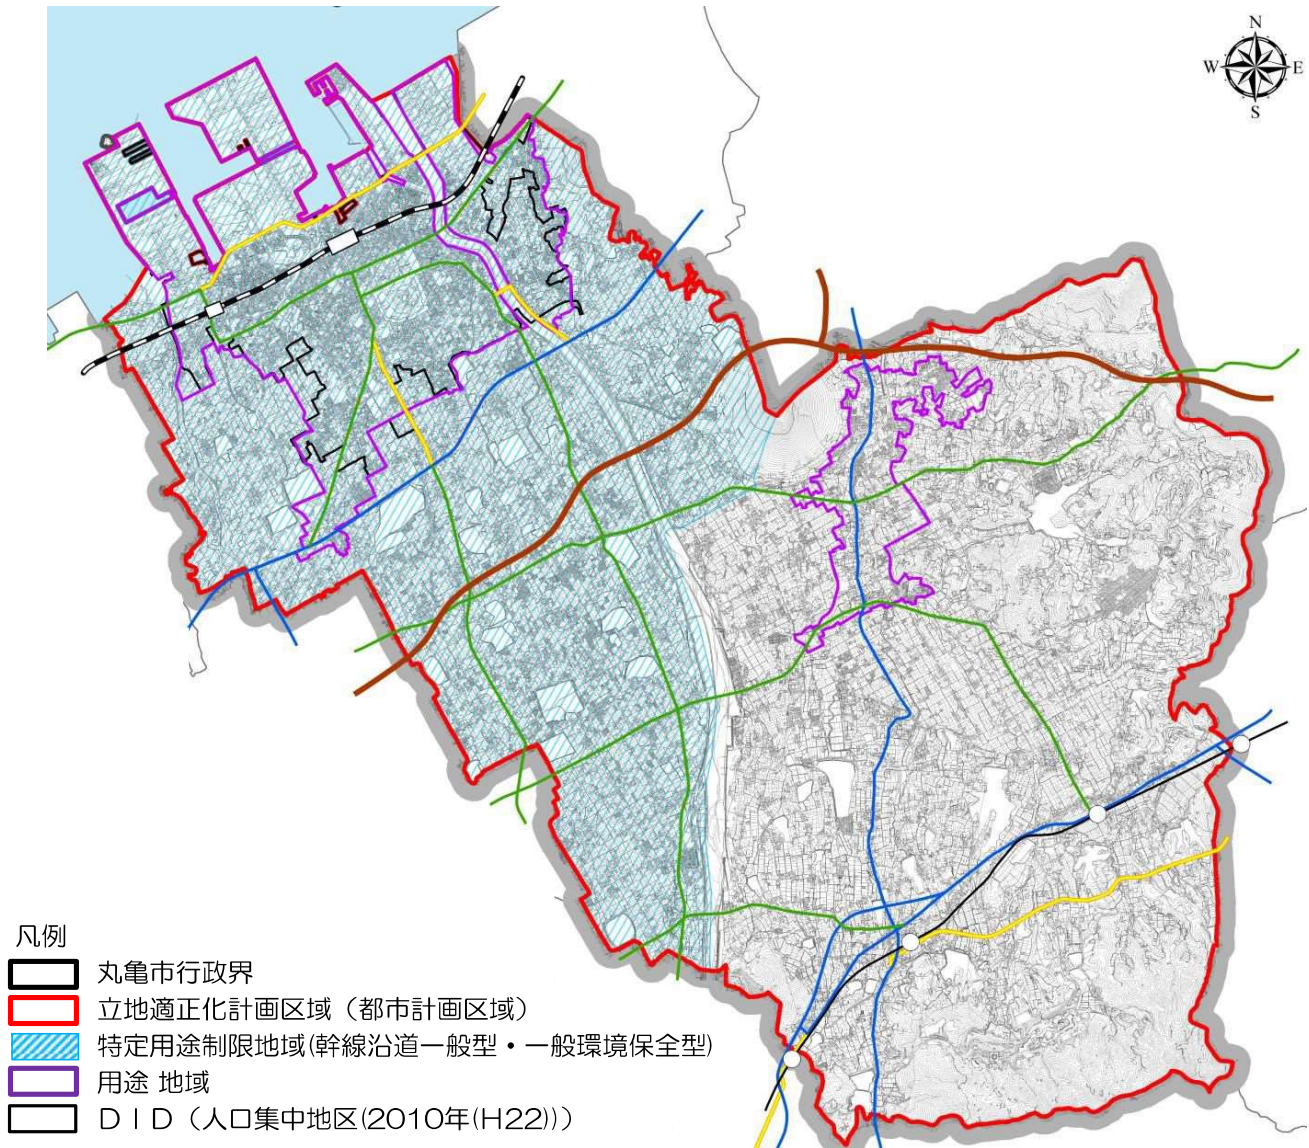 N
W E
S
凡例
丸亀市行政界
立地適正化計画区域（都市計画区域）
特定用途制限地域(幹線沿道一般型・一般環境保全型)
用途 地域
ＤＩＤ（人口集中地区(2010年(H22))）